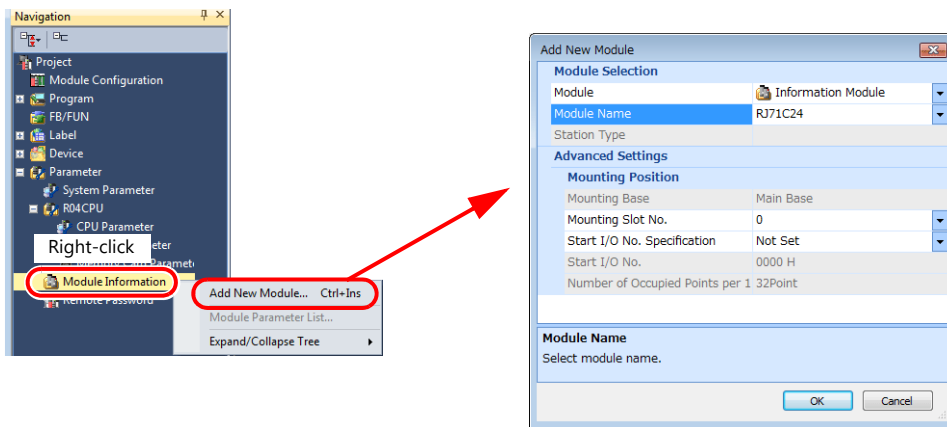 Navigation
Project
Module Configuration
Program
FB/FUN
Label
Device
Parameter
System Parameter
R04CPU
CPU Parameter
Right-click
Module Information
Remote Password
Add New Module... Ctrl+Ins
Module Parameter List...
Expand/Collapse Tree
Add New Module
Module Selection
Module Information Module
Module Name RJ71C24
Station Type
Advanced Settings
Mounting Position
Mounting Base Main Base
Mounting Slot No. 0
Start I/O No. Specification Not Set
Start I/O No. 0000 H
Number of Occupied Points per 1 32Point
Module Name
Select module name.
OK Cancel